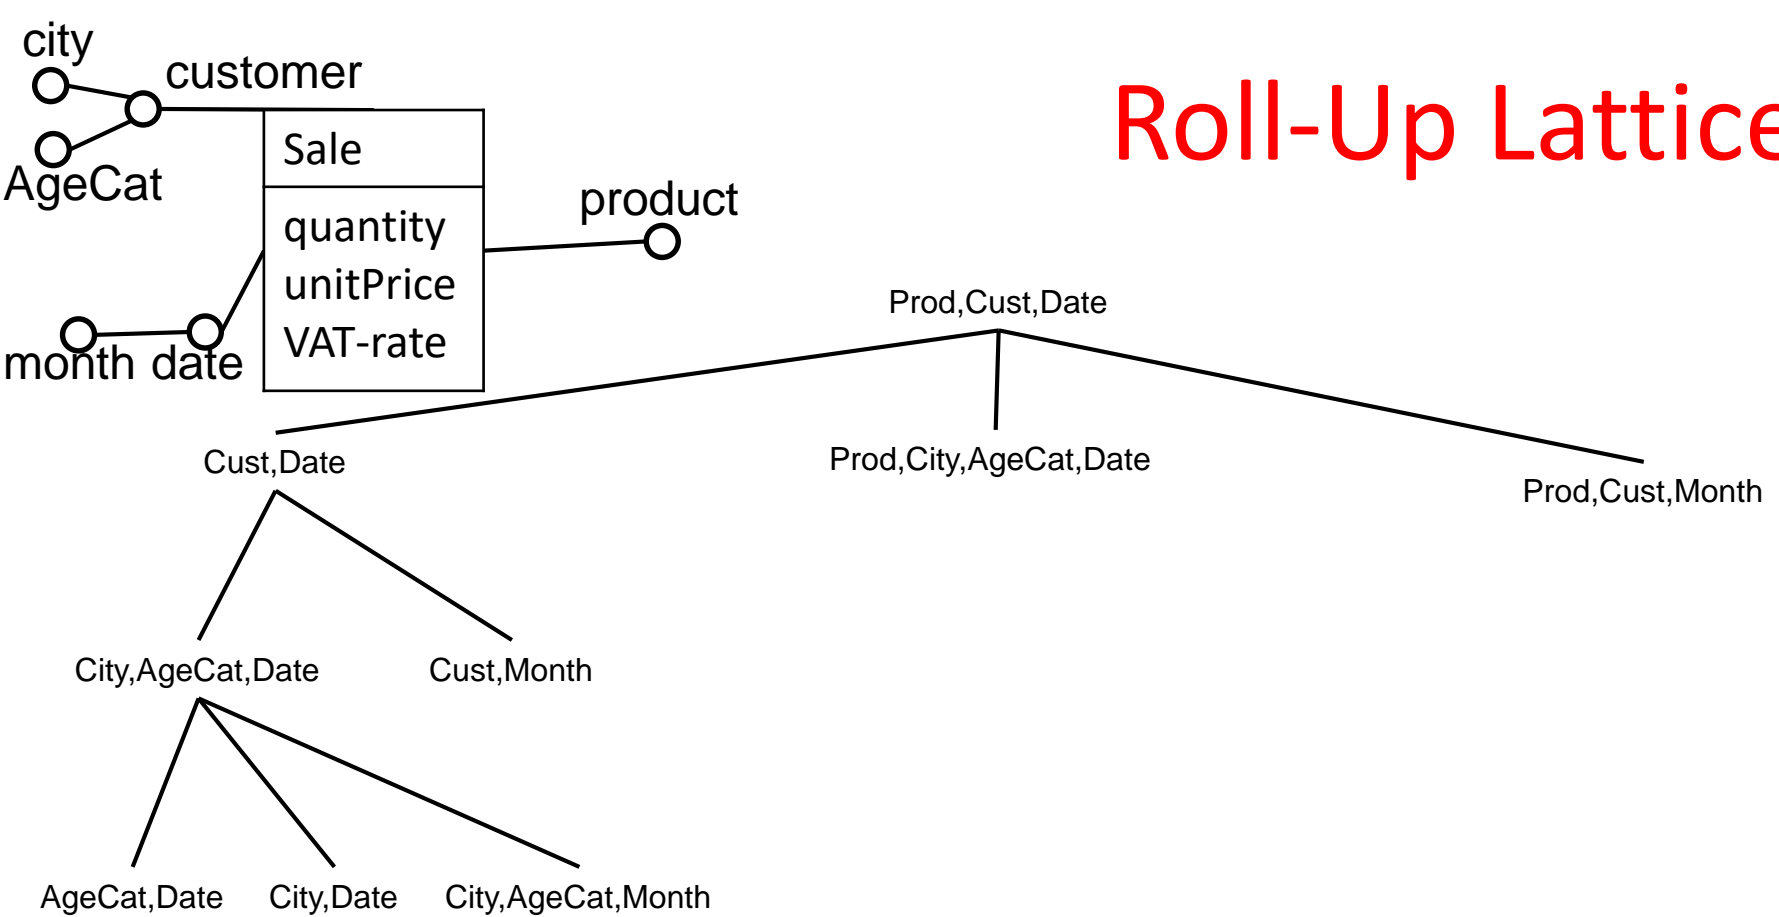 city
customer
Roll-Up Lattice
AgeCat
Sale
product
quantity
unitPrice
VAT-rate
month date
Prod,Cust,Date
Cust,Date
Prod,City,AgeCat,Date
Prod,Cust,Month
City,AgeCat,Date
Cust,Month
AgeCat,Date
City,Date
City,AgeCat,Month